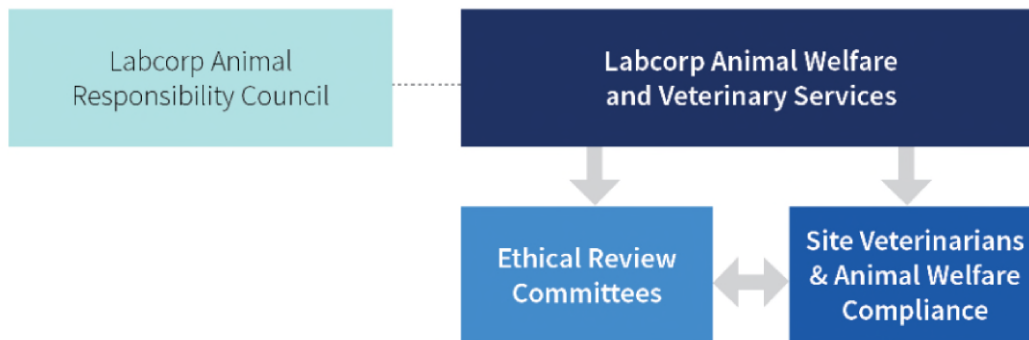 Labcorp Animal
Responsibility Council
Labcorp Animal Welfare
and Veterinary Services
Ethical Review
Committees
Site Veterinarians
& Animal Welfare
Compliance